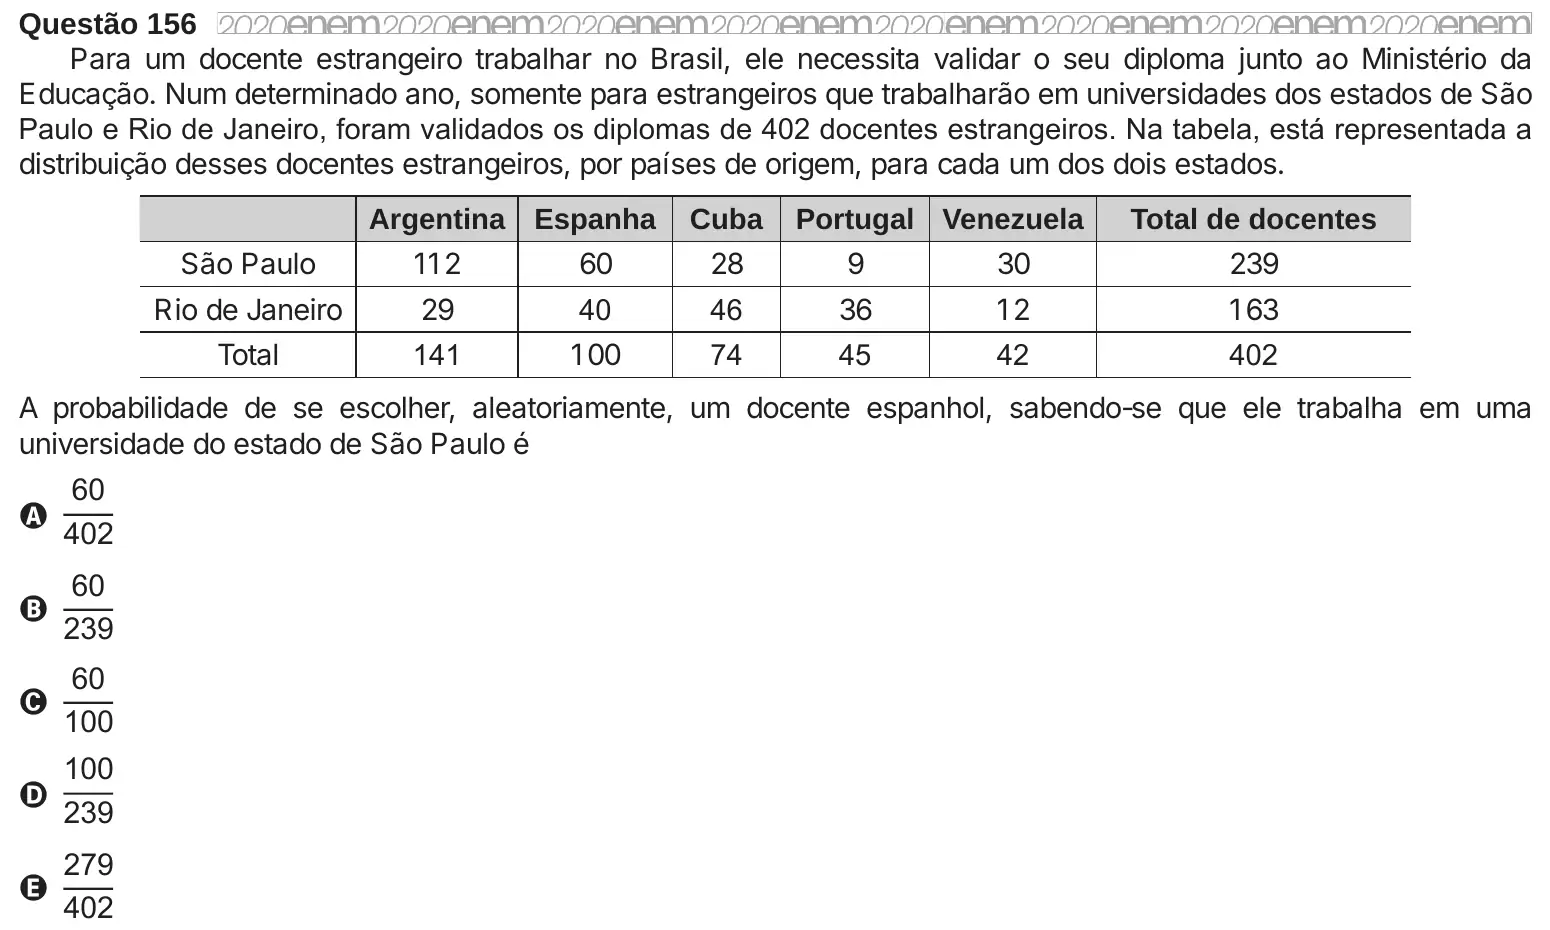 Questão 156 2020enem2020enem2020enem2020enem2020enem2020enem2020enem2020enem
Para um docente estrangeiro trabalhar no Brasil, ele necessita validar o seu diploma junto ao Ministério da
Educação. Num determinado ano, somente para estrangeiros que trabalharão em universidades dos estados de São
Paulo e Rio de Janeiro, foram validados os diplomas de 402 docentes estrangeiros. Na tabela, está representada a
distribuição desses docentes estrangeiros, por países de origem, para cada um dos dois estados.
Argentina Espanha Cuba Portugal Venezuela Total de docentes
São Paulo 112 60 28 9 30 239
Rio de Janeiro 29 40 46 36 12 163
Total 141 100 74 45 42 402
A probabilidade de se escolher, aleatoriamente, um docente espanhol, sabendo-se que ele trabalha em uma
universidade do estado de São Paulo é
A 60/402
B 60/239
C 60/100
D 100/239
E 279/402